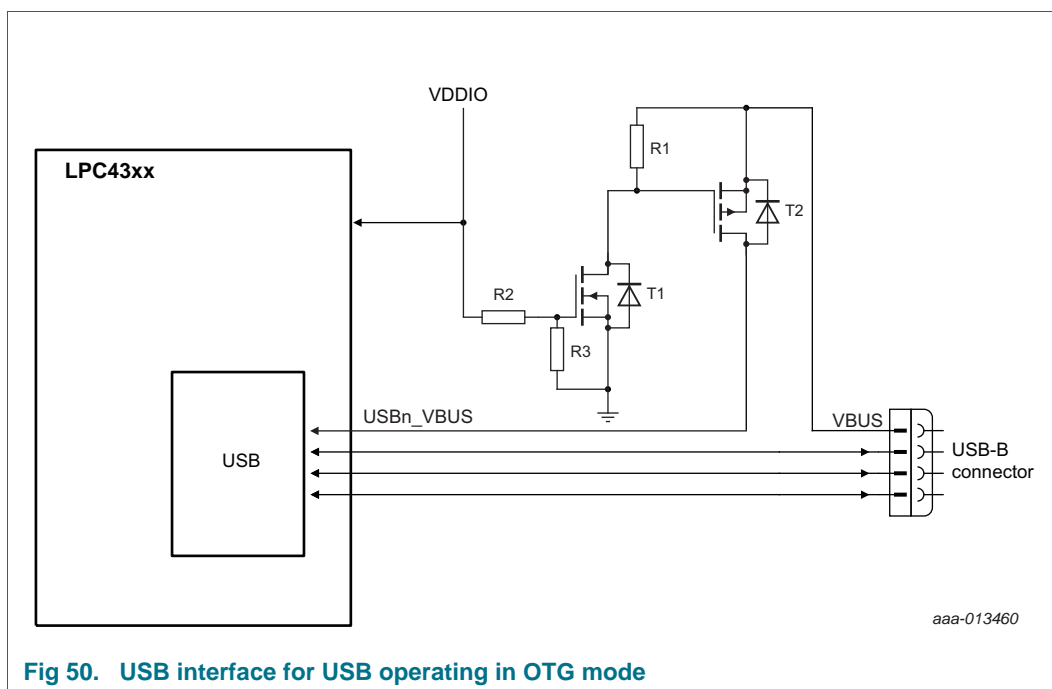 VDDIO
LPC43xx
R1
T2
R2
T1
R3
USBn_VBUS
VBUS
USB
USB-B
connector
aaa-013460
Fig 50. USB interface for USB operating in OTG mode